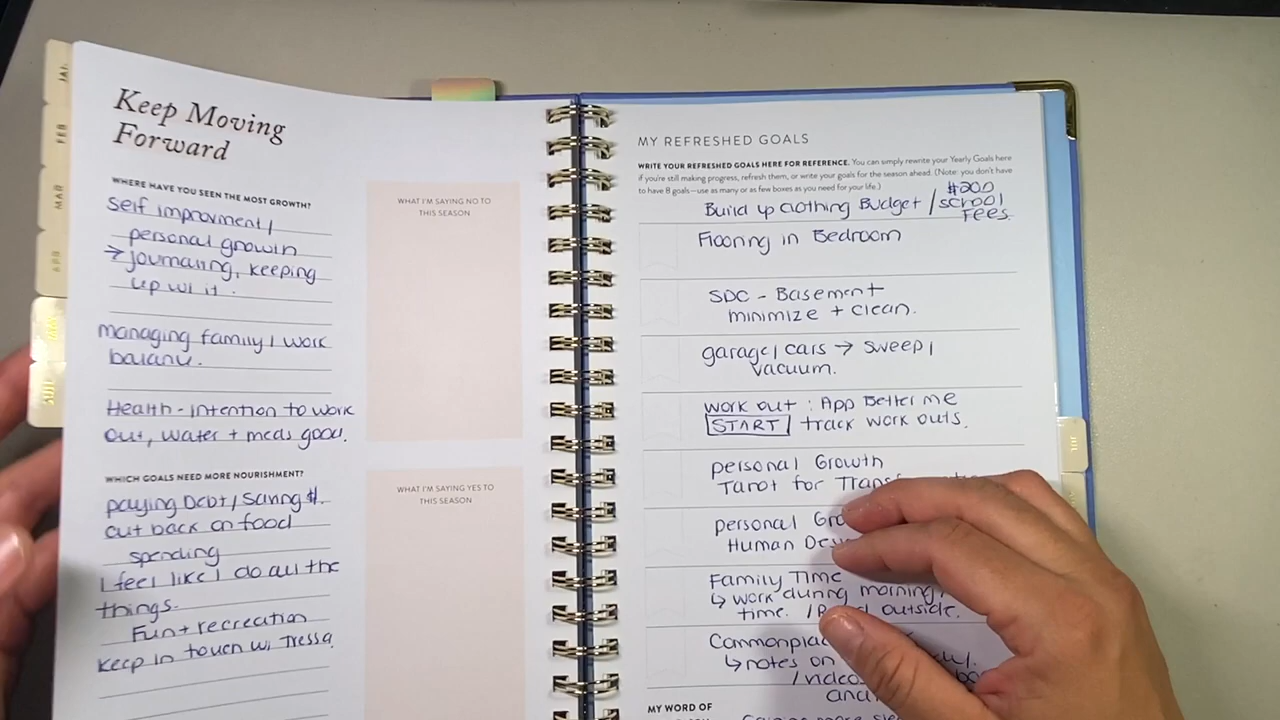 JAN
FEB
MAR
APR
Keep Moving
Forward
WHERE HAVE YOU SEEN THE MOST GROWTH?
self improvment /
personal growth
→ journaling, keeping
up w/ it.
managing family / work
balance.
Health - intention to work
out, water + meds good.
WHICH GOALS NEED MORE NOURISHMENT?
paying Debt / Saving $.
cut back on food
spending
I feel like I do all the
things.
Fun + recreation
keep in touch w/ Tressa.
WHAT I'M SAYING NO TO
THIS SEASON
WHAT I'M SAYING YES TO
THIS SEASON
MY REFRESHED GOALS
WRITE YOUR REFRESHED GOALS HERE FOR REFERENCE. You can simply rewrite your Yearly Goals here
if you're still making progress, refresh them, or write your goals for the season ahead. (Note: you don't have
to have 8 goals—use as many or as few boxes as you need for your life.)
Build up clothing Budget / $200 school Fees.
Flooring in Bedroom
SDC - Basement
minimize + clean.
garage / cars → sweep /
vacuum.
work out : App Better me
START track work outs.
personal Growth
Tarot for
personal
Human
Family Time
↳ work during morning
time. / outside.
↳ notes on
MY WORD OF